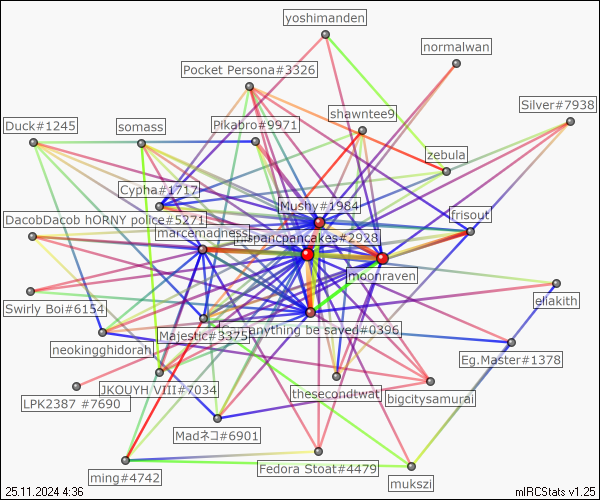 yoshimanden
normalwan
Pocket Persona#3326
Silver#7938
shawntee9
Duck#1245
somass
Pikabro#9971
zebula
Cypha#1717
Mushy#1984
DacobDacob hORNY police#5271
frisout
marcemadness
mspancpancakes#2928
moonraven
eliakith
Swirly Boi#6154
anything be saved#0396
Majestic#3375
neokingghidorah
Eg.Master#1378
JKOUYH VIII#7034
thesecondtwat
bigcitysamurai
LPK2387 #7690
Madネコ#6901
Fedora Stoat#4479
ming#4742
mukszi
25.11.2024 4:36
mIRCStats v1.25